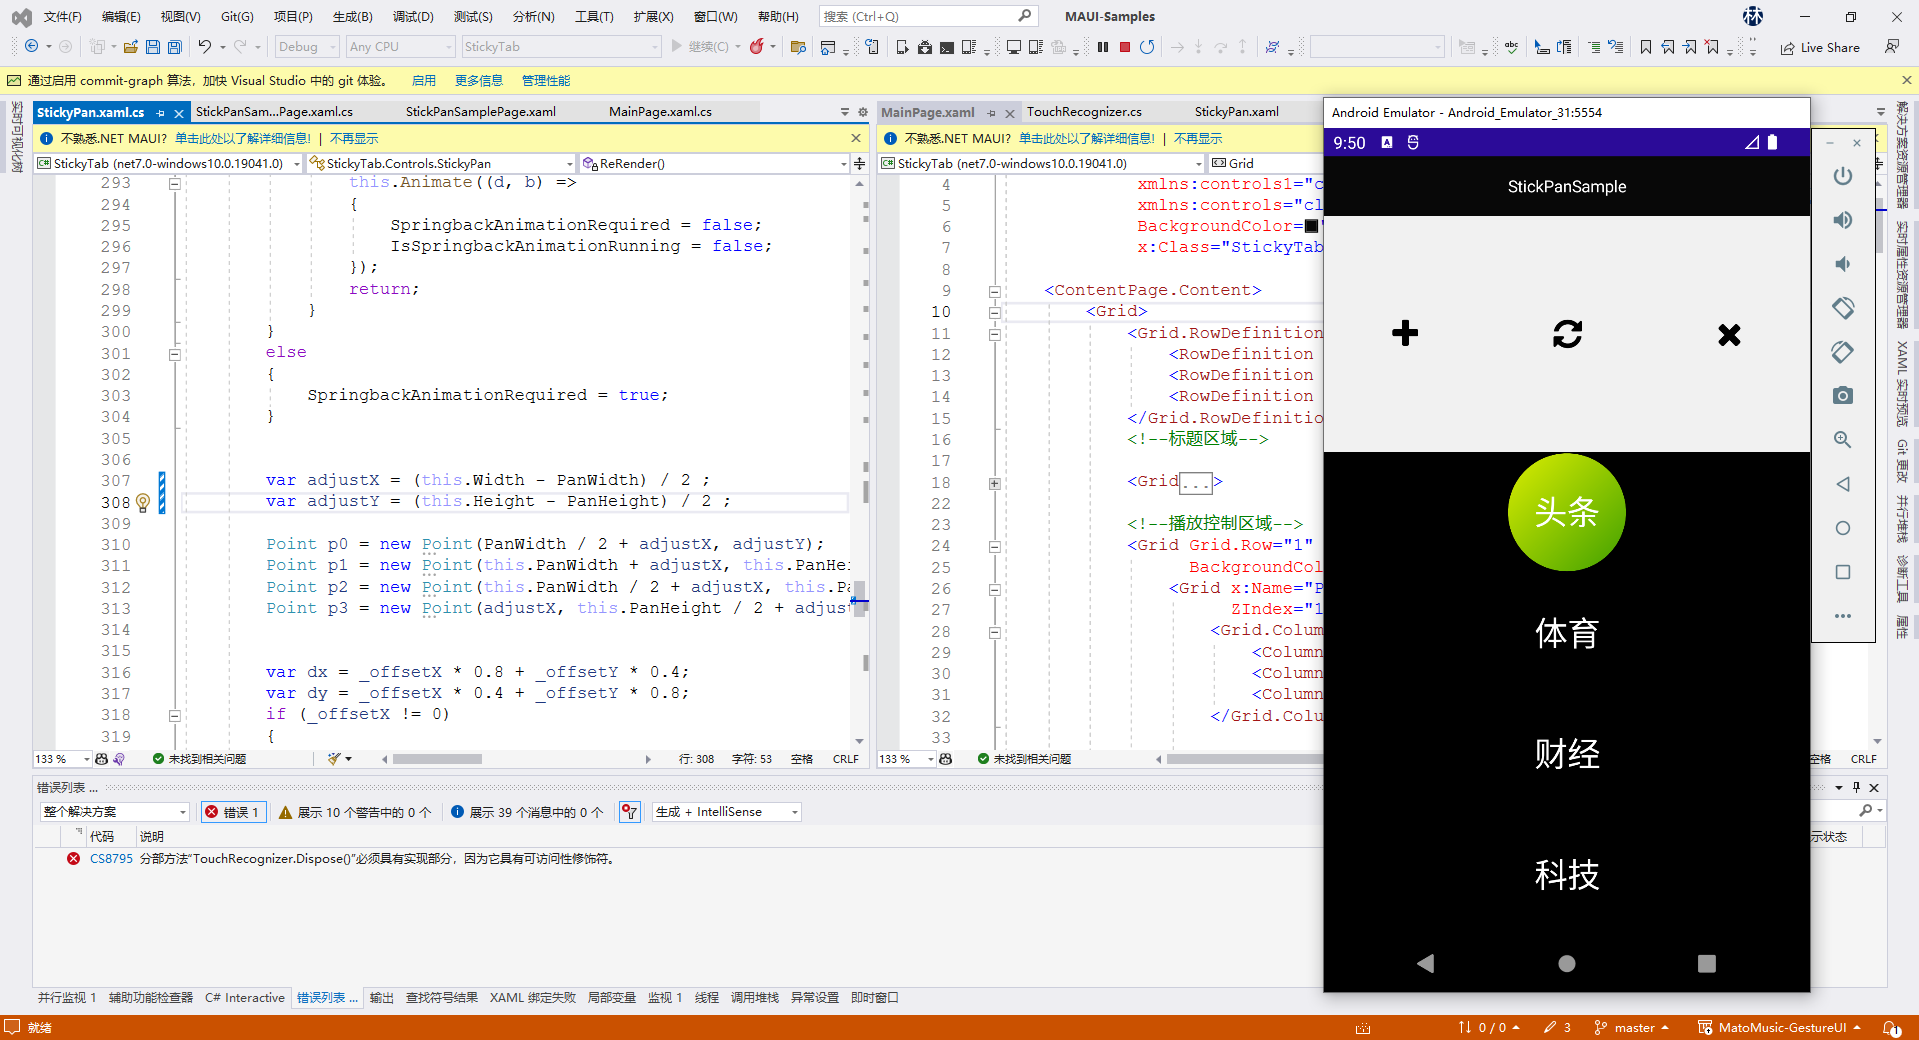 文件(F) 编辑(E) 视图(V) Git(G) 项目(P) 生成(B) 调试(D) 测试(S) 分析(N) 工具(T) 扩展(X) 窗口(W) 帮助(H) 搜索 (Ctrl+Q) MAUI-Samples 林
Debug Any CPU StickyTab 继续(C) Live Share
通过启用 commit-graph 算法，加快 Visual Studio 中的 git 体验。 启用 更多信息 管理性能
StickyPan.xaml.cs StickPanSam...Page.xaml.cs StickPanSamplePage.xaml MainPage.xaml.cs
不熟悉.NET MAUI? 单击此处以了解详细信息! | 不再显示
StickyTab (net7.0-windows10.0.19041.0) StickyTab.Controls.StickyPan ReRender()
293 this.Animate((d, b) =>
294 {
295 SpringbackAnimationRequired = false;
296 IsSpringbackAnimationRunning = false;
297 });
298 return;
299 }
300 }
301 else
302 {
303 SpringbackAnimationRequired = true;
304 }
305
306
307 var adjustX = (this.Width - PanWidth) / 2 ;
308 var adjustY = (this.Height - PanHeight) / 2 ;
309
310 Point p0 = new Point(PanWidth / 2 + adjustX, adjustY);
311 Point p1 = new Point(this.PanWidth + adjustX, this.PanHei
312 Point p2 = new Point(this.PanWidth / 2 + adjustX, this.Pa
313 Point p3 = new Point(adjustX, this.PanHeight / 2 + adjust
314
315
316 var dx = _offsetX * 0.8 + _offsetY * 0.4;
317 var dy = _offsetX * 0.4 + _offsetY * 0.8;
318 if (_offsetX != 0)
319 {
133 % 未找到相关问题 行: 308 字符: 53 空格 CRLF
MainPage.xaml TouchRecognizer.cs StickyPan.xaml
不熟悉.NET MAUI? 单击此处以了解详细信息! | 不再显示
StickyTab (net7.0-windows10.0.19041.0) Grid
4 xmlns:controls1="c
5 xmlns:controls="cl
6 BackgroundColor=
7 x:Class="StickyTab
8
9 <ContentPage.Content>
10 <Grid>
11 <Grid.RowDefinition
12 <RowDefinition
13 <RowDefinition
14 <RowDefinition
15 </Grid.RowDefinition
16 <!--标题区域-->
17
18 <Grid...>
22
23 <!--播放控制区域-->
24 <Grid Grid.Row="1"
25 BackgroundCol
26 <Grid x:Name="P
27 ZIndex="1
28 <Grid.Colum
29 <Column
30 <Column
31 <Column
32 </Grid.Colu
33
133 % 未找到相关问题 空格 CRLF
Android Emulator - Android_Emulator_31:5554
9:50
StickPanSample
头条
体育
财经
科技
解决方案资源管理器
实时属性资源管理器
XAML 实时预览
Git 更改
并行堆栈
诊断工具
属性
实时可视化树
错误列表 ...
整个解决方案 错误 1 展示 10 个警告中的 0 个 展示 39 个消息中的 0 个 生成 + IntelliSense
代码 说明 示状态
CS8795 分部方法“TouchRecognizer.Dispose()”必须具有实现部分，因为它具有可访问性修饰符。
并行监视 1 辅助功能检查器 C# Interactive 错误列表 ... 输出 查找符号结果 XAML 绑定失败 局部变量 监视 1 线程 调用堆栈 异常设置 即时窗口
就绪 0 / 0 3 master MatoMusic-GestureUI 1